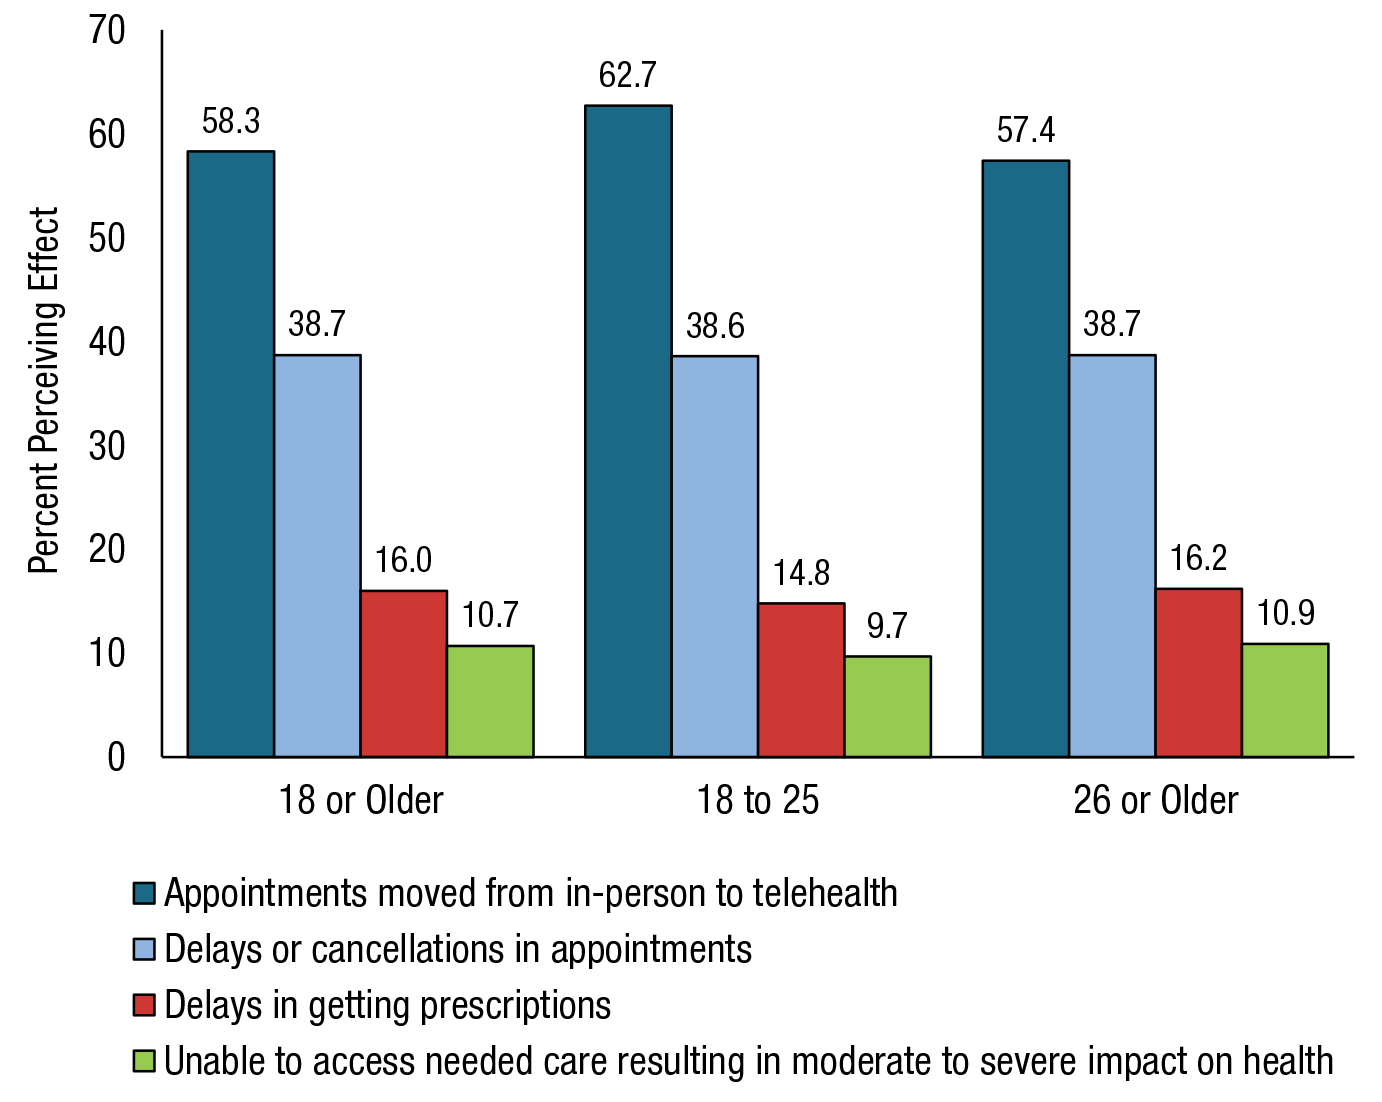 70
60
50
40
30
20
10
0
Percent Perceiving Effect
58.3
38.7
16.0
10.7
62.7
38.6
14.8
9.7
57.4
38.7
16.2
10.9
18 or Older
18 to 25
26 or Older
Appointments moved from in-person to telehealth
Delays or cancellations in appointments
Delays in getting prescriptions
Unable to access needed care resulting in moderate to severe impact on health